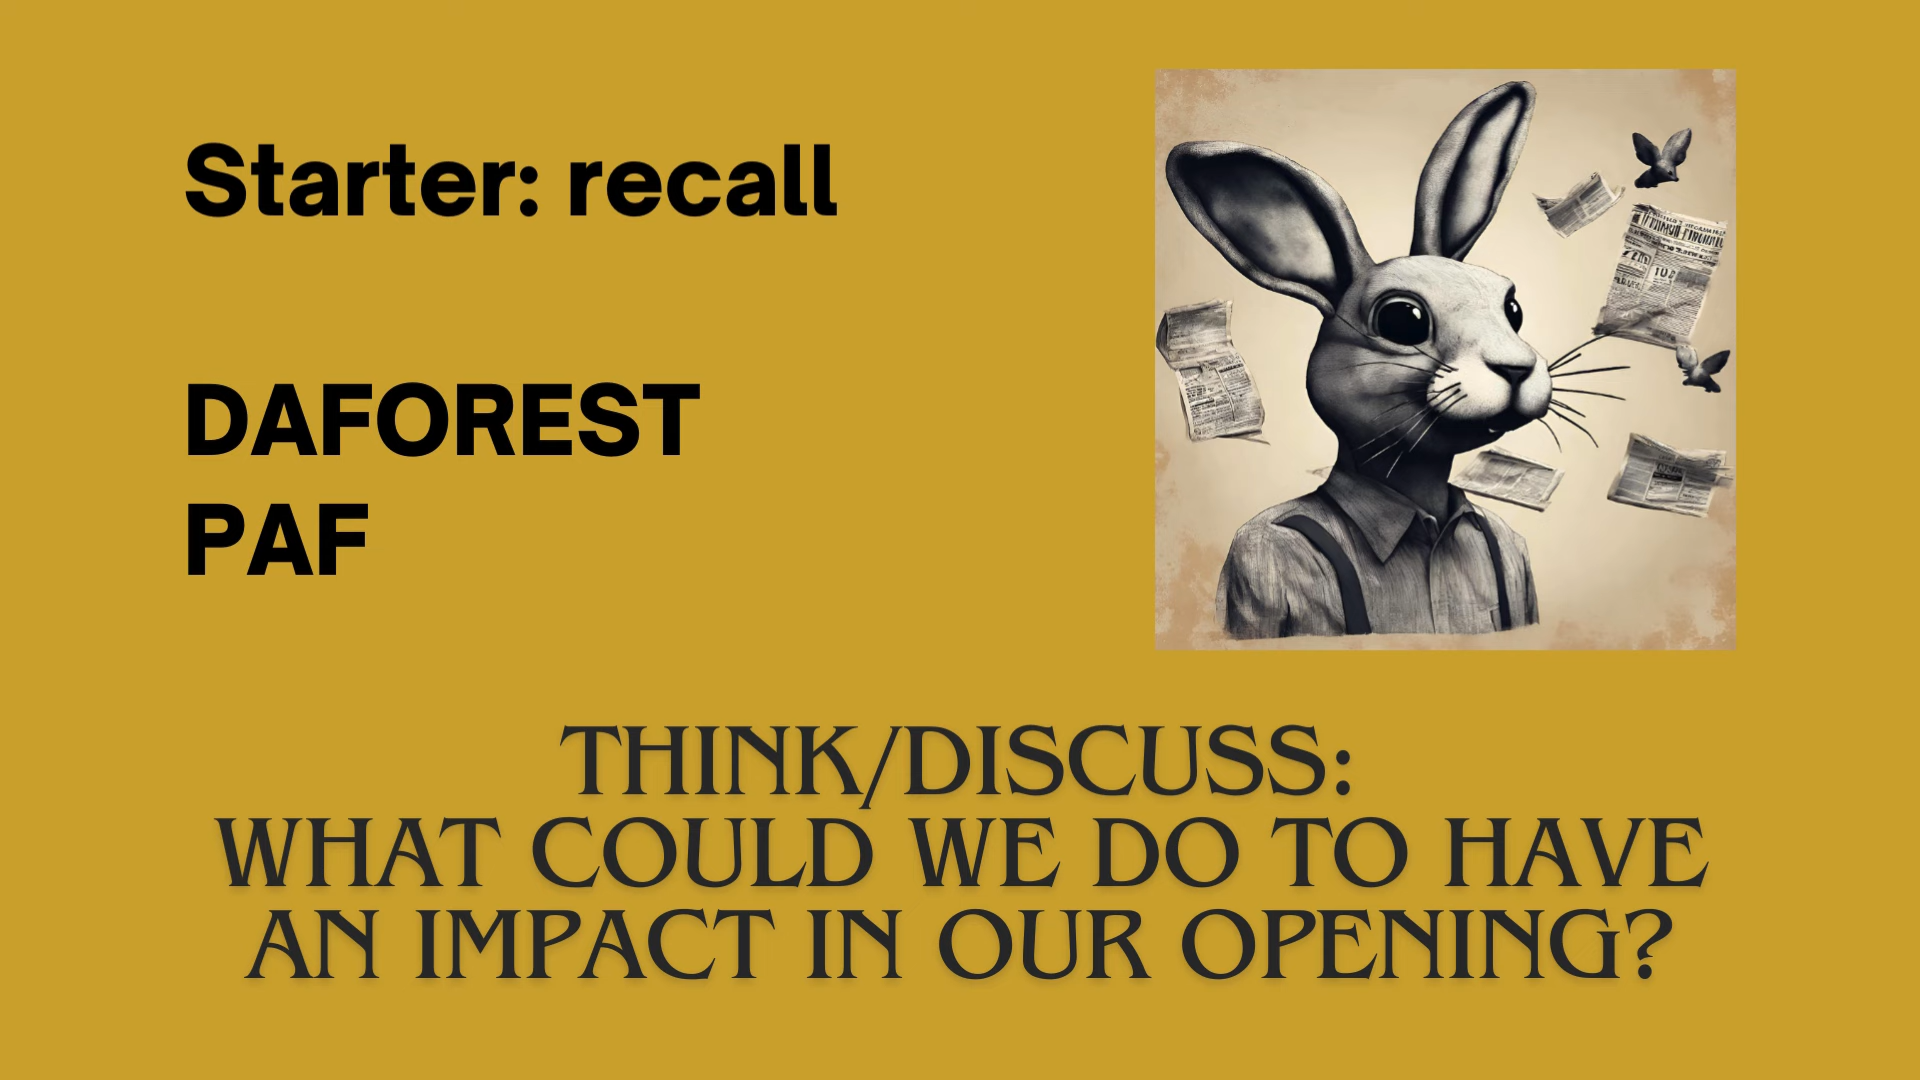 Starter: recall
DAFOREST
PAF
THINK/DISCUSS:
WHAT COULD WE DO TO HAVE
AN IMPACT IN OUR OPENING?